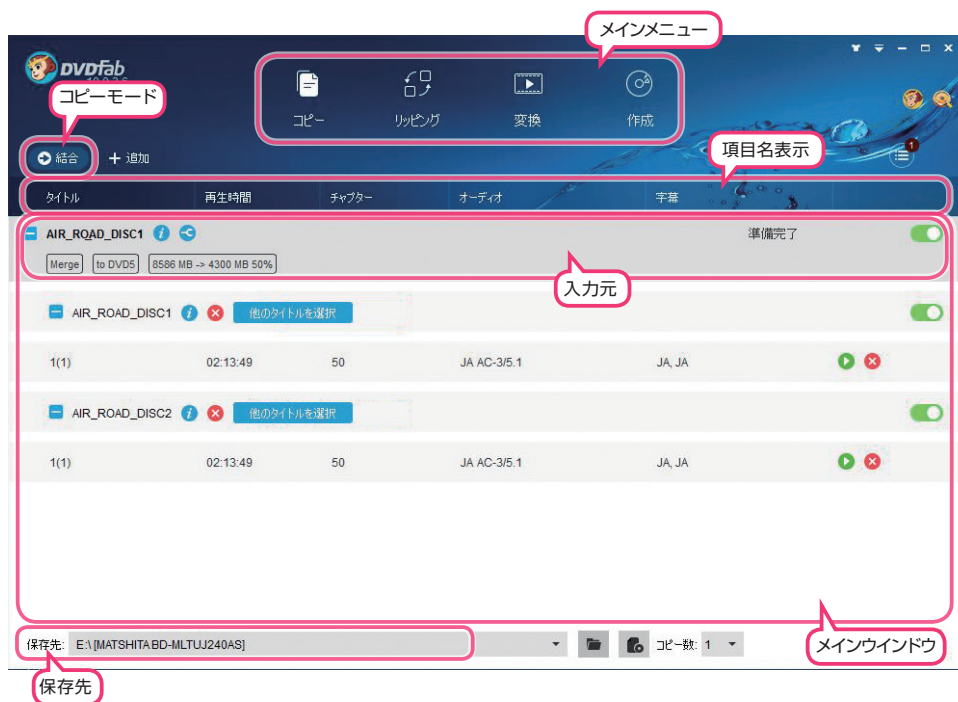 メインメニュー
DVDFab
コピーモード
コピー
リッピング
変換
作成
結合
追加
項目名表示
1
タイトル
再生時間
チャプター
オーディオ
字幕
AIR_ROAD_DISC1
準備完了
Merge
to DVD5
8586 MB -> 4300 MB 50%
入力元
AIR_ROAD_DISC1
他のタイトルを選択
1(1)
02:13:49
50
JA AC-3/5.1
JA, JA
AIR_ROAD_DISC2
他のタイトルを選択
1(1)
02:13:49
50
JA AC-3/5.1
JA, JA
保存先:
E:\ [MATSHITA BD-MLTUJ240AS]
コピー数: 1
メインウインドウ
保存先